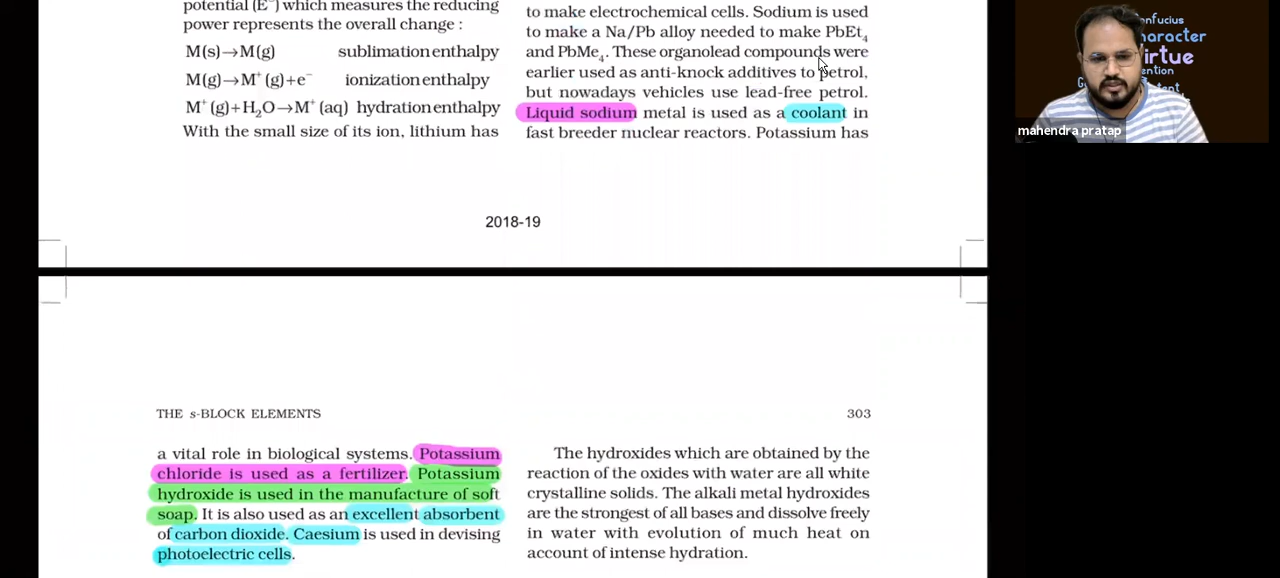 potential (E⊖) which measures the reducing
power represents the overall change :
M(s)→M(g) sublimation enthalpy
M(g)→M⁺(g)+e⁻ ionization enthalpy
M⁺(g)+H₂O→M⁺(aq) hydration enthalpy
With the small size of its ion, lithium has
to make electrochemical cells. Sodium is used
to make a Na/Pb alloy needed to make PbEt₄
and PbMe₄. These organolead compounds were
earlier used as anti-knock additives to petrol,
but nowadays vehicles use lead-free petrol.
Liquid sodium metal is used as a coolant in
fast breeder nuclear reactors. Potassium has
2018-19
THE s-BLOCK ELEMENTS 303
a vital role in biological systems. Potassium
chloride is used as a fertilizer. Potassium
hydroxide is used in the manufacture of soft
soap. It is also used as an excellent absorbent
of carbon dioxide. Caesium is used in devising
photoelectric cells.
The hydroxides which are obtained by the
reaction of the oxides with water are all white
crystalline solids. The alkali metal hydroxides
are the strongest of all bases and dissolve freely
in water with evolution of much heat on
account of intense hydration.
onfucius
haracter
irtue
ention
mahendra pratap